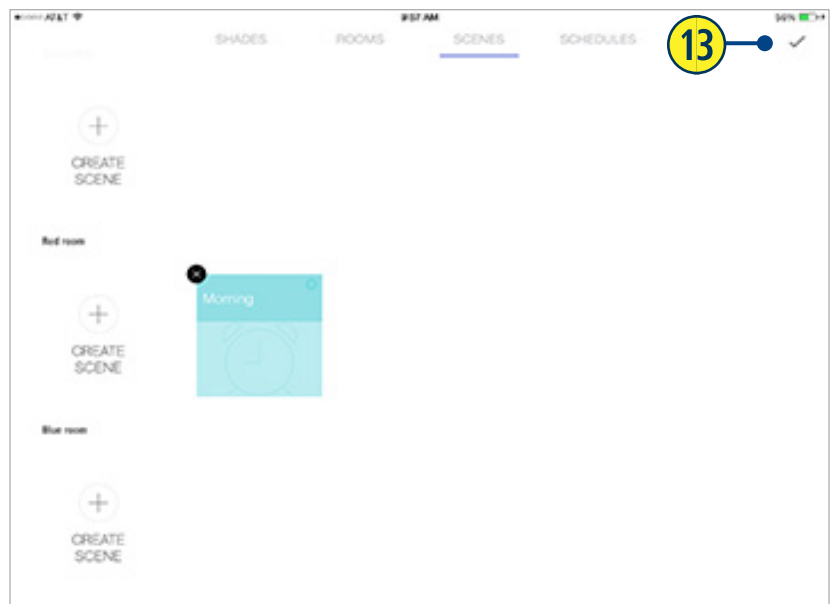 AT&T 9:57 AM 99%
SHADES ROOMS SCENES SCHEDULES 13
CREATE
SCENE
Red room
Morning
CREATE
SCENE
Blue room
CREATE
SCENE